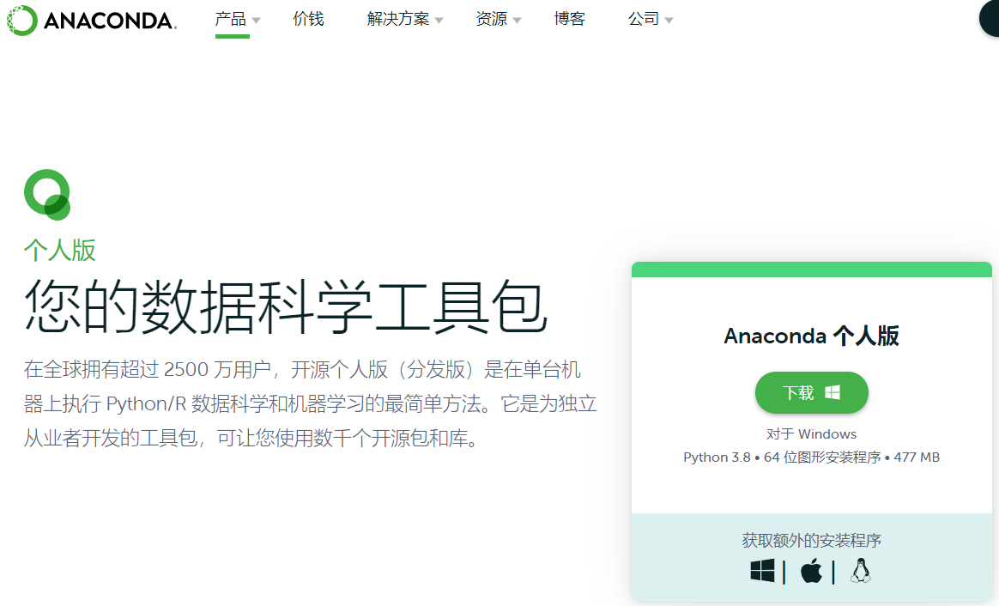 ANACONDA.
产品 价钱 解决方案 资源 博客 公司
个人版
您的数据科学工具包
在全球拥有超过 2500 万用户，开源个人版（分发版）是在单台机
器上执行 Python/R 数据科学和机器学习的最简单方法。它是为独立
从业者开发的工具包，可让您使用数千个开源包和库。
Anaconda 个人版
下载
对于 Windows
Python 3.8 • 64 位图形安装程序 • 477 MB
获取额外的安装程序